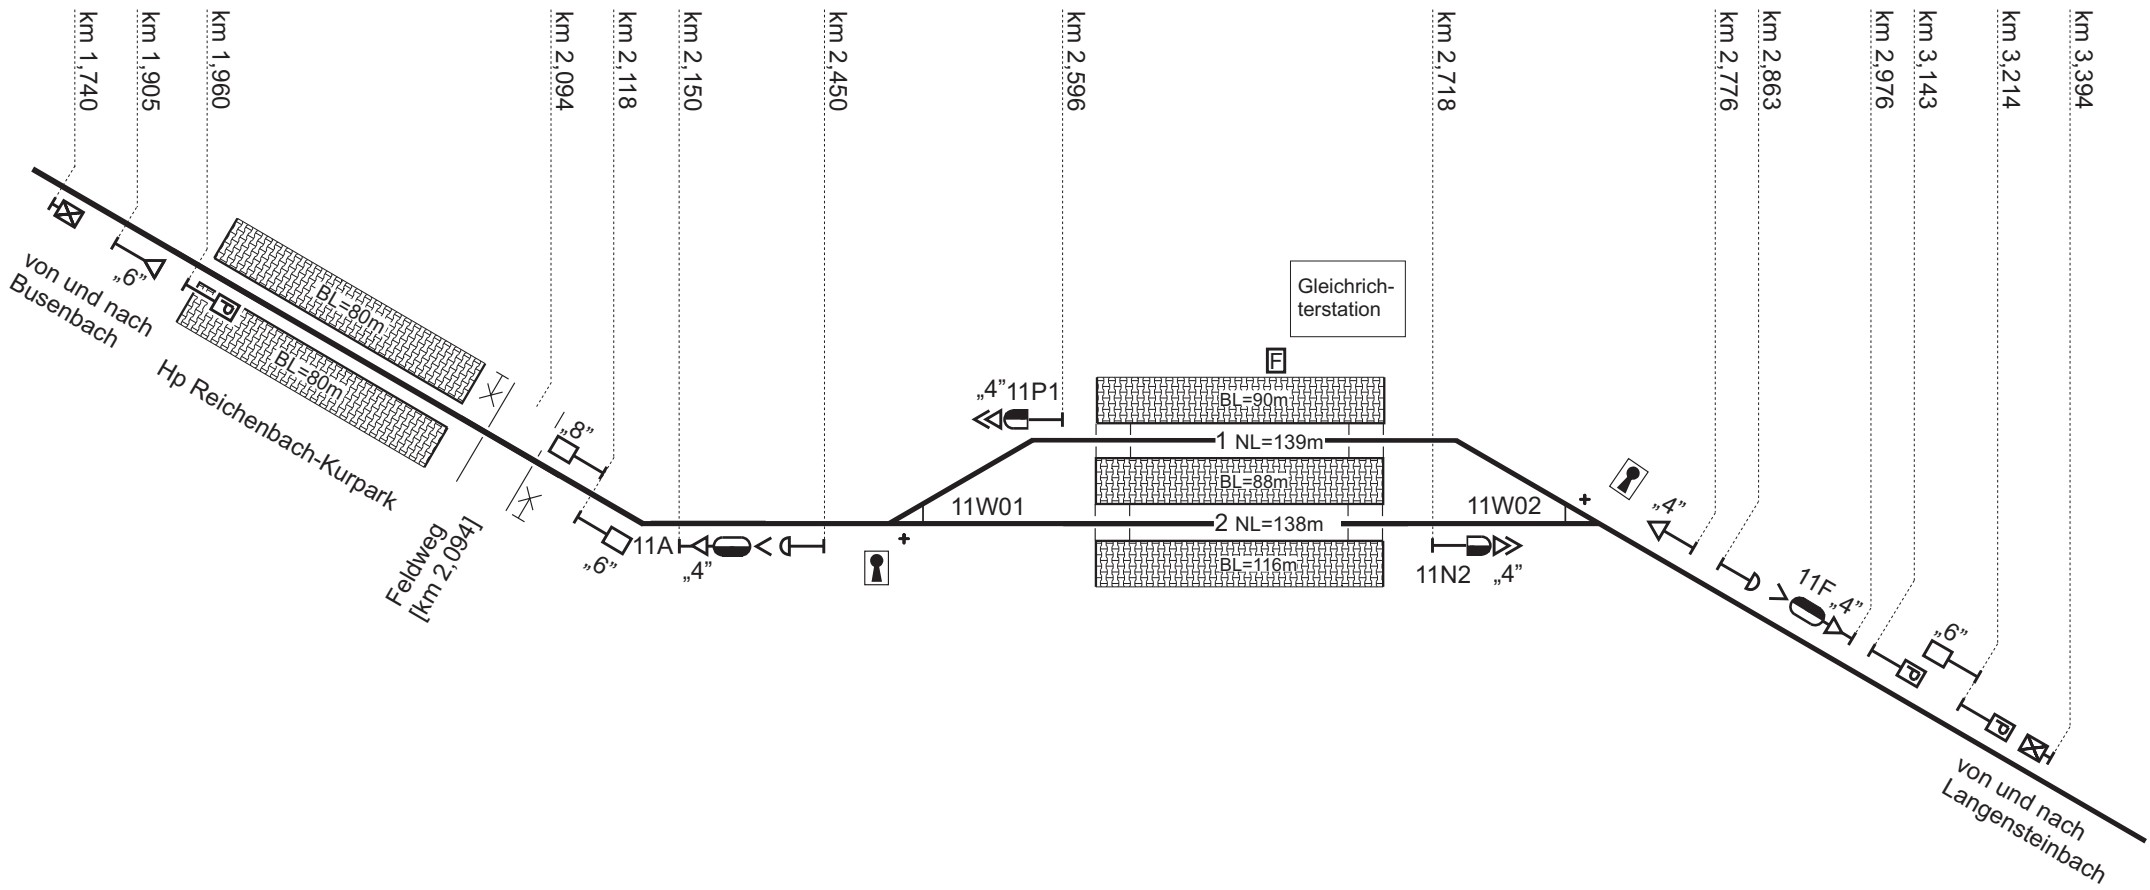 km 1,740
km 1,905
km 1,960
km 2,094
km 2,118
km 2,150
km 2,450
km 2,596
km 2,718
km 2,776
km 2,863
km 2,976
km 3,143
km 3,214
km 3,394
von und nach
Busenbach
„6”
P
BL=80m
BL=80m
Hp Reichenbach-Kurpark
Feldweg
[km 2,094]
„8”
„6”
11A
„4”
11W01
„4”11P1
Gleichrich-
terstation
F
BL=90m
1 NL=139m
BL=88m
2 NL=138m
BL=116m
11W02
11N2 „4”
„4”
11F „4”
P
„6”
P
von und nach
Langensteinbach